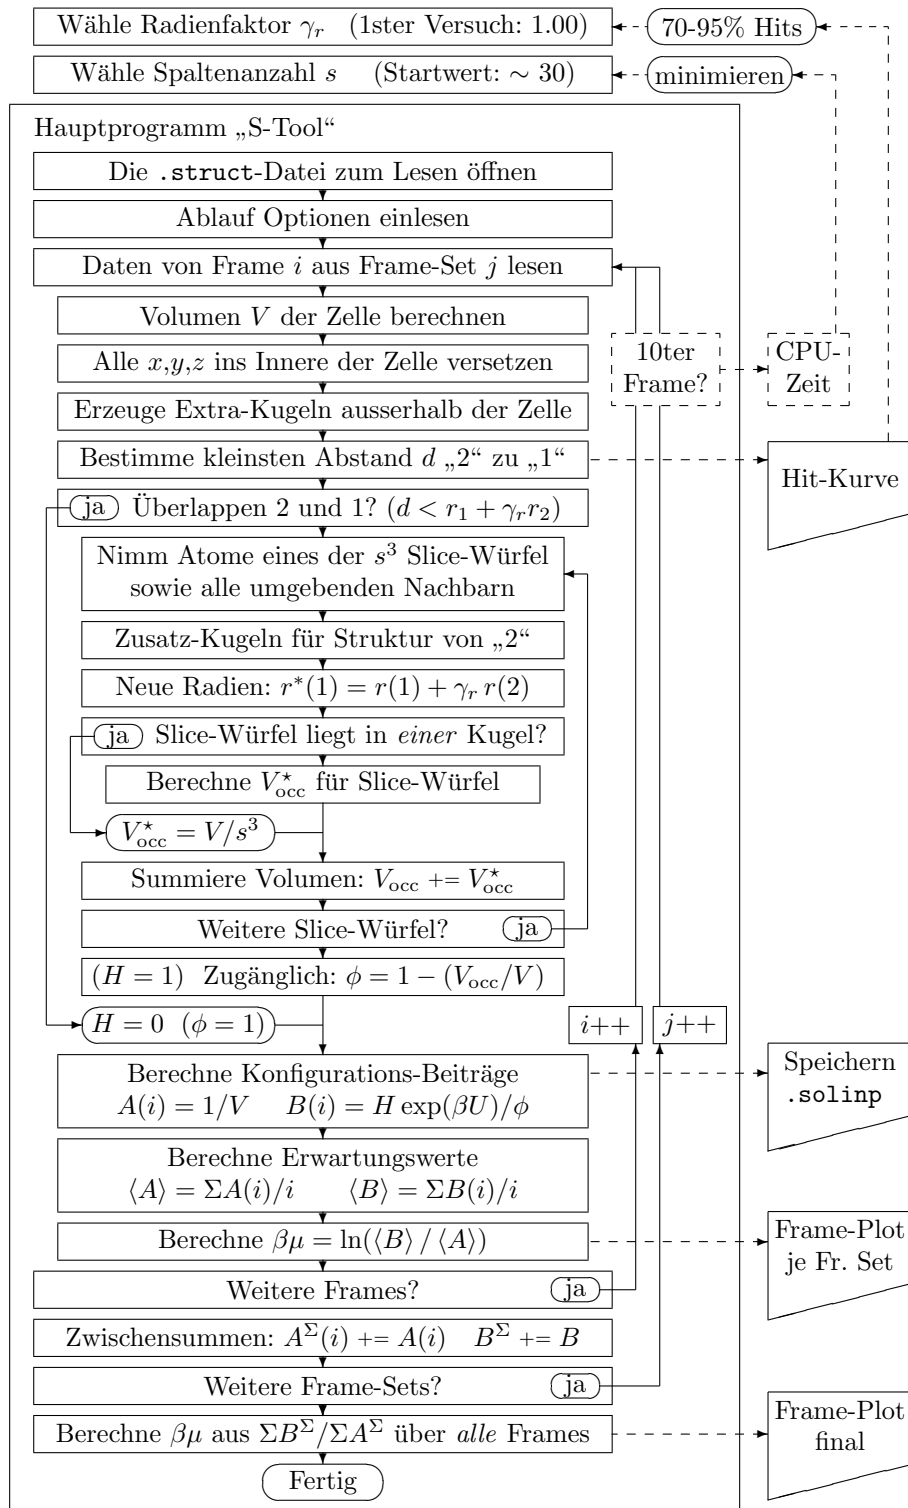 Wähle Radienfaktor γ_r (1ster Versuch: 1.00)
70-95% Hits
Wähle Spaltenanzahl s (Startwert: ∼ 30)
minimieren
Hauptprogramm „S-Tool“
Die .struct-Datei zum Lesen öffnen
Ablauf Optionen einlesen
Daten von Frame i aus Frame-Set j lesen
Volumen V der Zelle berechnen
Alle x,y,z ins Innere der Zelle versetzen
10ter
Frame?
CPU-
Zeit
Erzeuge Extra-Kugeln ausserhalb der Zelle
Bestimme kleinsten Abstand d „2“ zu „1“
Hit-Kurve
ja Überlappen 2 und 1? (d < r₁ + γ_r r₂)
Nimm Atome eines der s³ Slice-Würfel
sowie alle umgebenden Nachbarn
Zusatz-Kugeln für Struktur von „2“
Neue Radien: r*(1) = r(1) + γ_r r(2)
ja Slice-Würfel liegt in einer Kugel?
Berechne V⋆_occ für Slice-Würfel
V⋆_occ = V/s³
Summiere Volumen: V_occ += V⋆_occ
Weitere Slice-Würfel? ja
(H = 1) Zugänglich: ϕ = 1 − (V_occ/V)
H = 0 (ϕ = 1)
i++
j++
Berechne Konfigurations-Beiträge
A(i) = 1/V B(i) = H exp(βU)/ϕ
Speichern
.solinp
Berechne Erwartungswerte
⟨A⟩ = ΣA(i)/i ⟨B⟩ = ΣB(i)/i
Berechne βμ = ln(⟨B⟩ / ⟨A⟩)
Frame-Plot
je Fr. Set
Weitere Frames? ja
Zwischensummen: A^Σ(i) += A(i) B^Σ += B
Weitere Frame-Sets? ja
Berechne βμ aus ΣB^Σ/ΣA^Σ über alle Frames
Frame-Plot
final
Fertig